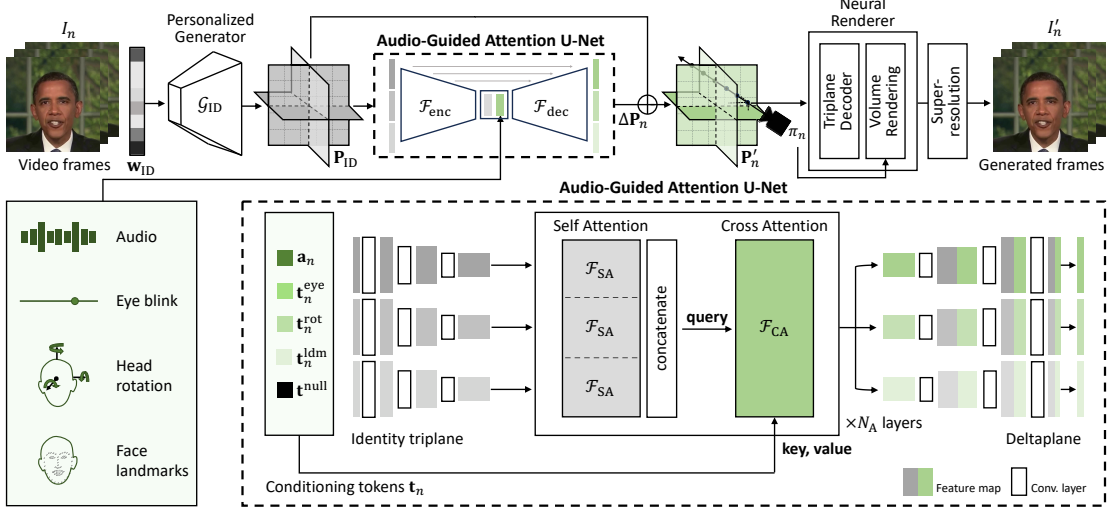 I_n
Video frames
w_ID
Personalized
Generator
G_ID
P_ID
Audio-Guided Attention U-Net
F_enc
F_dec
ΔP_n
P'_n
π_n
Neural
Renderer
Triplane
Decoder
Volume
Rendering
Super-
resolution
I'_n
Generated frames
Audio
Eye blink
Head
rotation
Face
landmarks
Audio-Guided Attention U-Net
a_n
t_n^eye
t_n^rot
t_n^ldm
t^null
Conditioning tokens t_n
Identity triplane
Self Attention
F_SA
F_SA
F_SA
concatenate
query
Cross Attention
F_CA
key, value
×N_A layers
Deltaplane
Feature map
Conv. layer